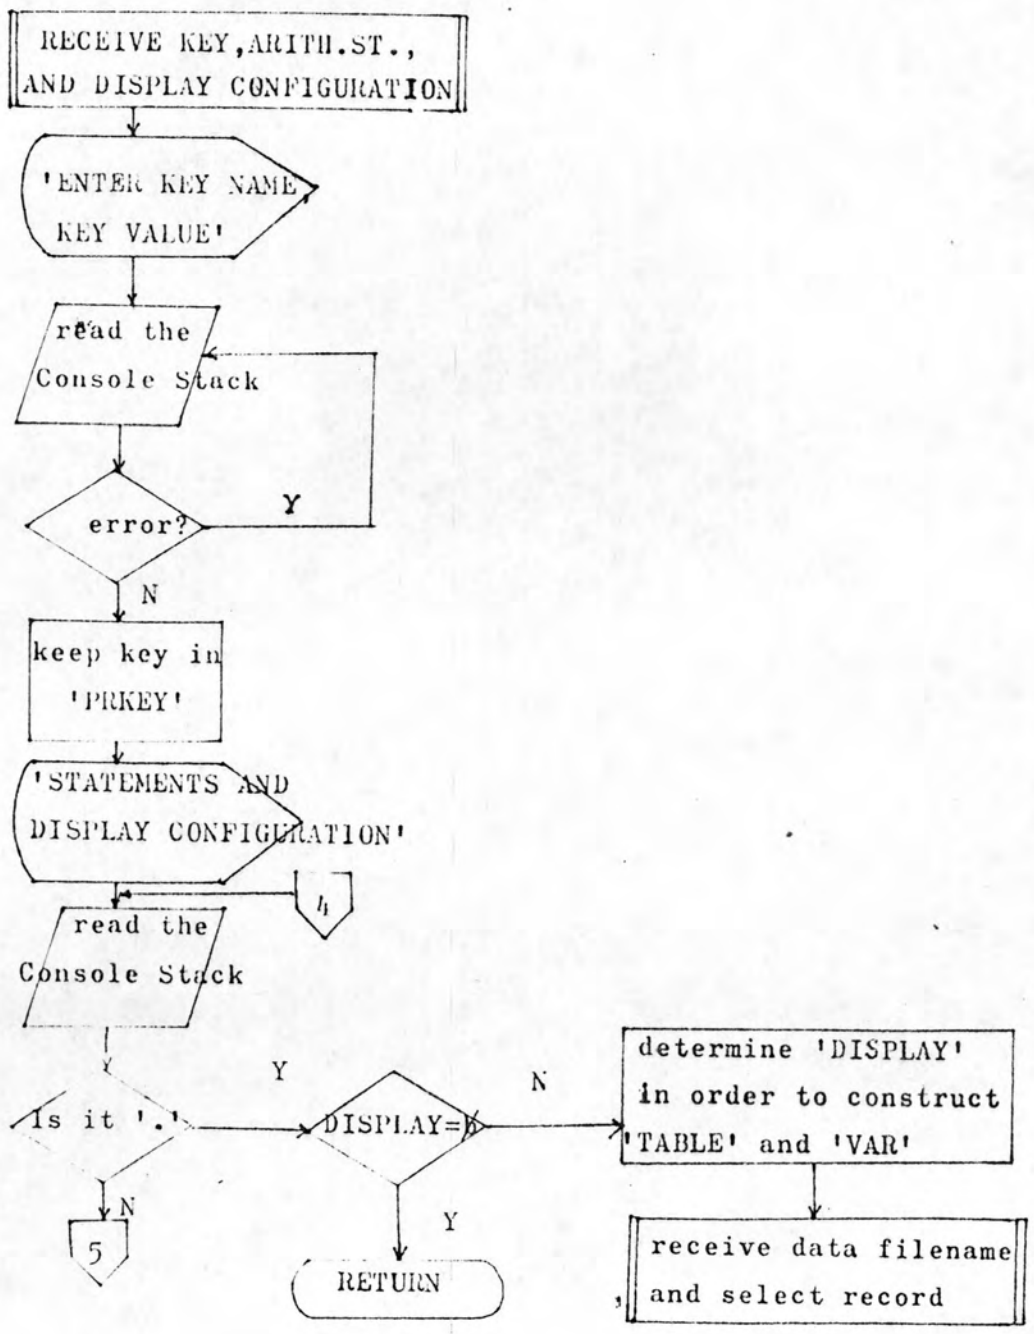 RECEIVE KEY,ARITH.ST.,
AND DISPLAY CONFIGURATION
'ENTER KEY NAME,
KEY VALUE'
read the
Console Stack
error?
Y
N
keep key in
'PRKEY'
'STATEMENTS AND
DISPLAY CONFIGURATION'
4
read the
Console Stack
Is it '.'
Y
N
5
DISPLAY=ƀ
N
Y
RETURN
determine 'DISPLAY'
in order to construct
'TABLE' and 'VAR'
receive data filename
and select record